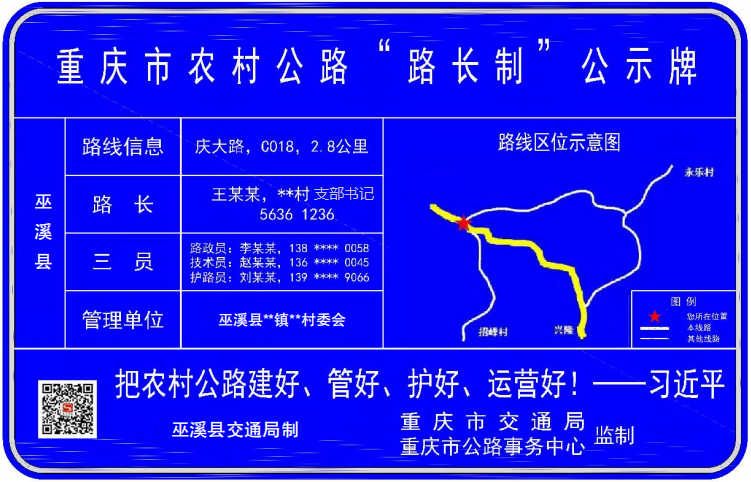 重庆市农村公路“路长制”公示牌
巫溪县
路线信息
庆大路，C018，2.8公里
路长
王某某，**村 支部书记
5636 1236
三员
路政员：李某某，138 **** 0058
技术员：赵某某，136 **** 0045
护路员：刘某某，139 **** 9066
管理单位
巫溪县**镇**村委会
路线区位示意图
永乐村
招峰村
兴隆
图例
您所在位置
本线路
其他线路
把农村公路建好、管好、护好、运营好！——习近平
巫溪县交通局制
重庆市交通局
重庆市公路事务中心
监制